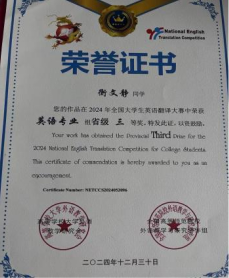 National English
Translation Competition
荣誉证书
衡文静 同学
您的作品在2024年全国大学生英语翻译大赛中荣获
英语专业 组省级 三 等奖,特发此证,以资鼓励。
Your work has obtained the Provincial Third Prize for the
2024 National English Translation Competition for College Students.
This certificate of commendation is hereby awarded to you as an
encouragement.
Certificate Number: NETCCS2024052096
二〇二四年十二月三十日